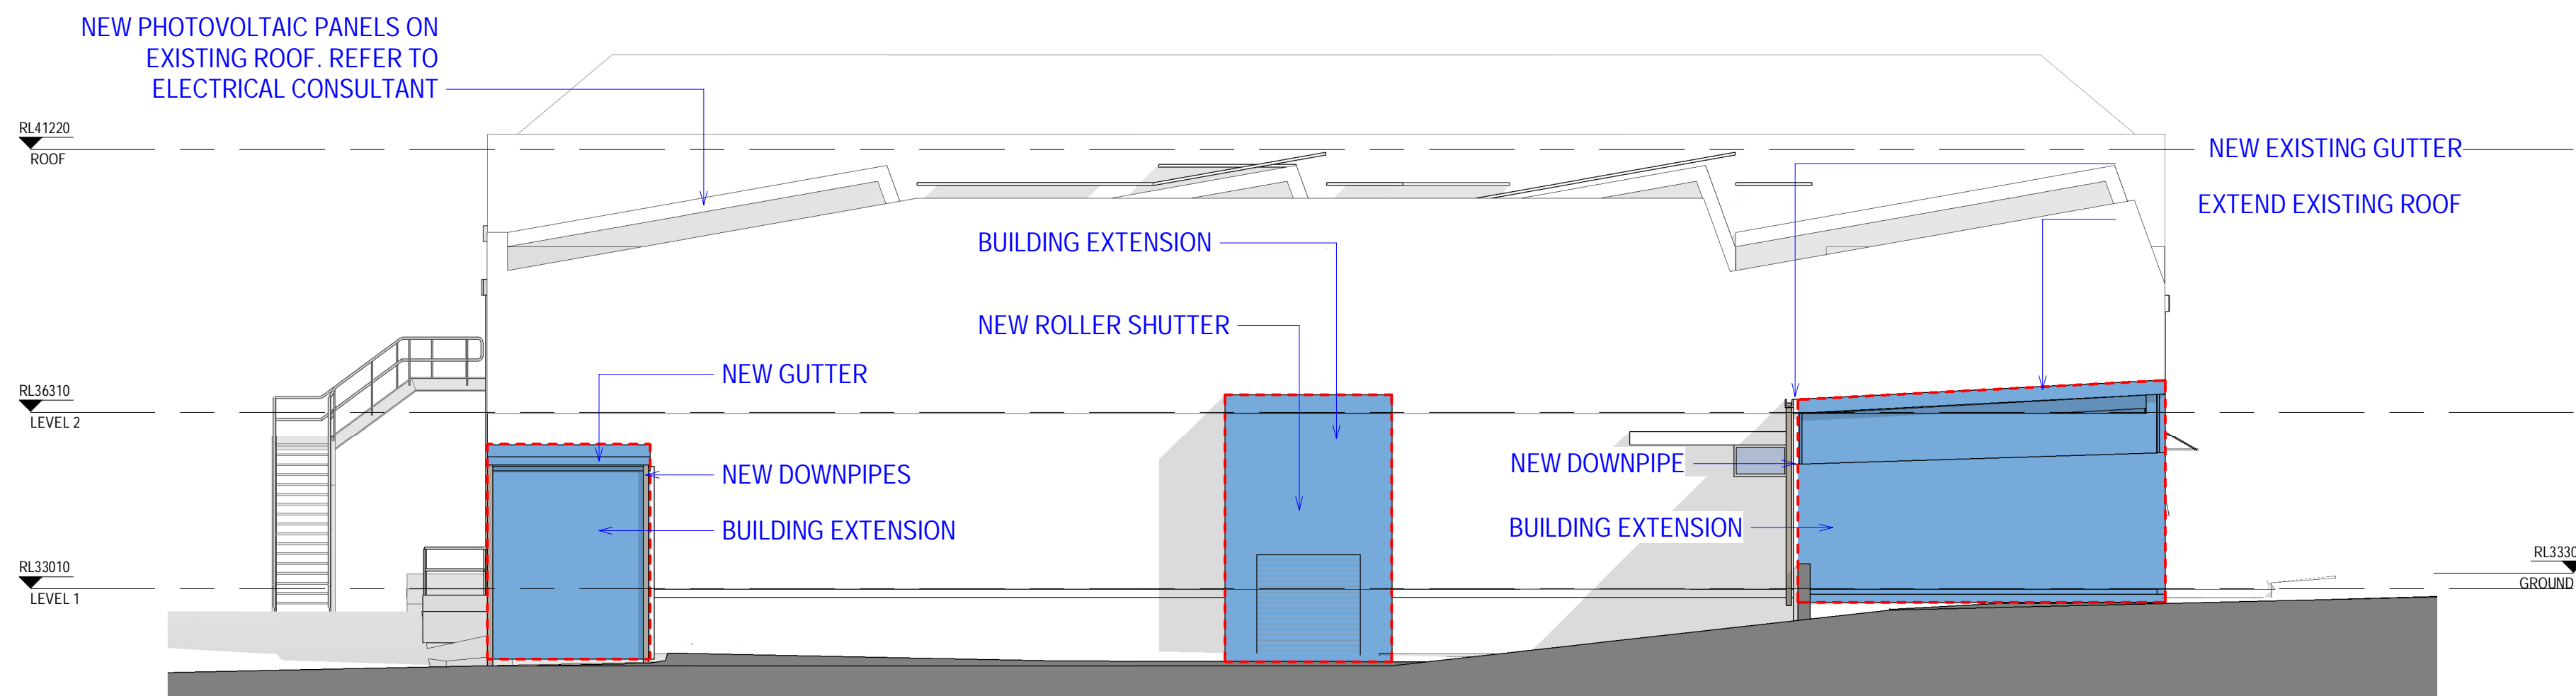 NEW PHOTOVOLTAIC PANELS ON
EXISTING ROOF. REFER TO
ELECTRICAL CONSULTANT
RL41220
ROOF
NEW EXISTING GUTTER
EXTEND EXISTING ROOF
BUILDING EXTENSION
NEW ROLLER SHUTTER
NEW GUTTER
RL36310
LEVEL 2
NEW DOWNPIPES
NEW DOWNPIPE
BUILDING EXTENSION
BUILDING EXTENSION
RL33010
LEVEL 1
GROUND